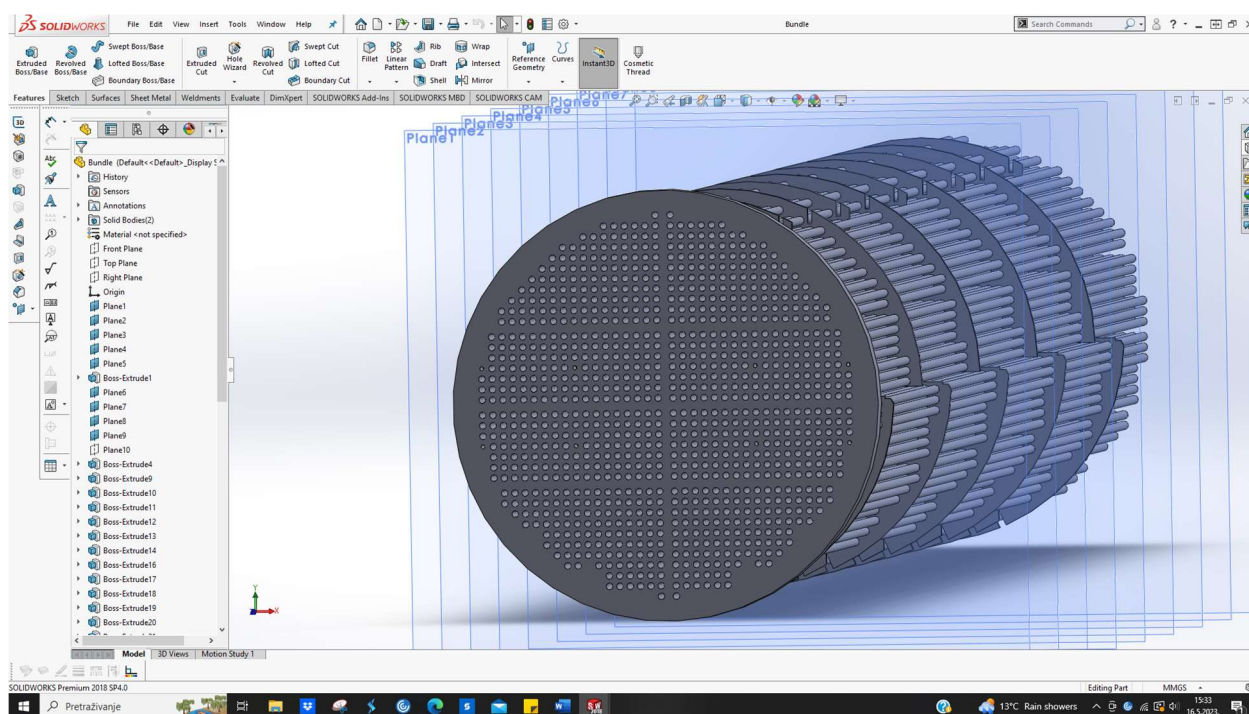 SOLIDWORKS File Edit View Insert Tools Window Help Bundle Search Commands
Extruded Boss/Base
Revolved Boss/Base
Swept Boss/Base
Lofted Boss/Base
Boundary Boss/Base
Extruded Cut
Hole Wizard
Revolved Cut
Swept Cut
Lofted Cut
Boundary Cut
Fillet
Linear Pattern
Rib
Draft
Shell
Wrap
Intersect
Mirror
Reference Geometry
Curves
Instant3D
Cosmetic Thread
Features Sketch Surfaces Sheet Metal Weldments Evaluate DimXpert SOLIDWORKS Add-Ins SOLIDWORKS MBD SOLIDWORKS CAM
Bundle (Default<<Default>_Display S
History
Sensors
Annotations
Solid Bodies(2)
Material <not specified>
Front Plane
Top Plane
Right Plane
Origin
Plane1
Plane2
Plane3
Plane4
Plane5
Boss-Extrude1
Plane6
Plane7
Plane8
Plane9
Plane10
Boss-Extrude4
Boss-Extrude9
Boss-Extrude10
Boss-Extrude11
Boss-Extrude12
Boss-Extrude13
Boss-Extrude14
Boss-Extrude16
Boss-Extrude17
Boss-Extrude18
Boss-Extrude19
Boss-Extrude20
Plane1
Plane2
Plane3
Plane4
Plane5
Plane6
Plane7
Y
X
Model 3D Views Motion Study 1
SOLIDWORKS Premium 2018 SP4.0 Editing Part MMGS
Pretraživanje 13°C Rain showers 15:33
16.5.2023.